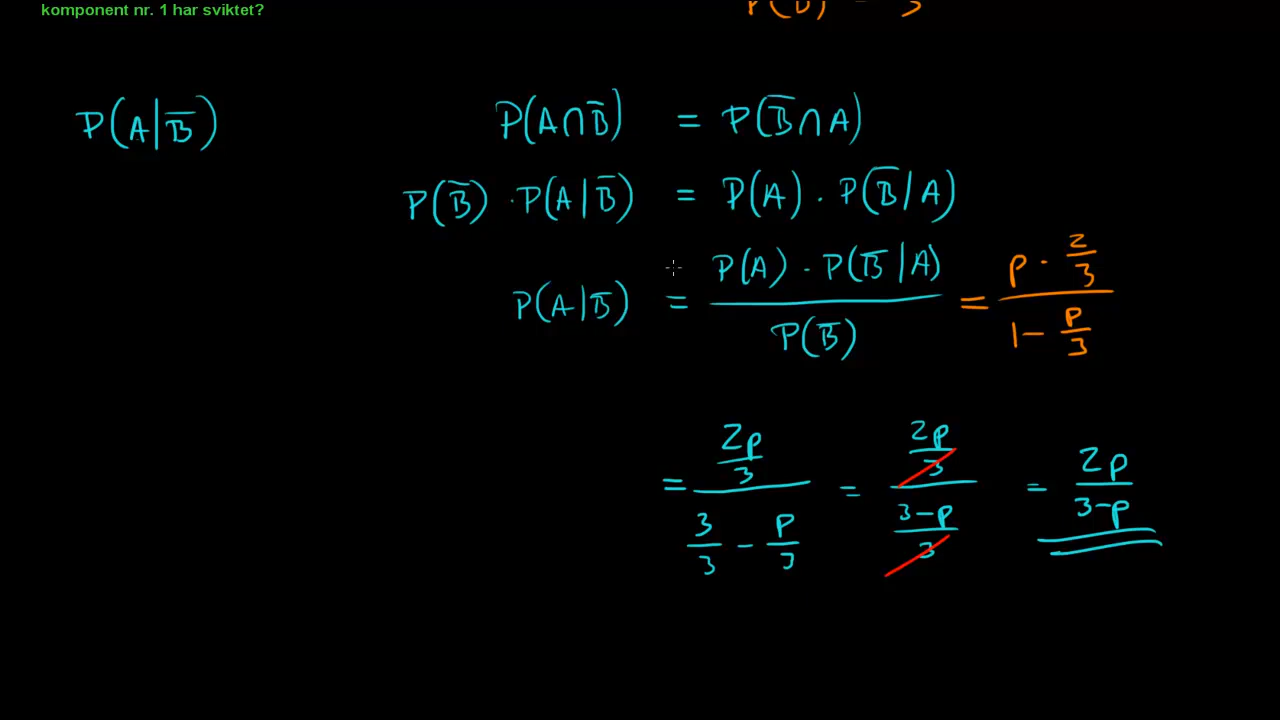 komponent nr. 1 har sviktet?
P(A|B̅)
P(A∩B̅) = P(B̅∩A)
P(B̅) · P(A|B̅) = P(A) · P(B̅|A)
P(A|B̅) = P(A) · P(B̅|A) / P(B̅) = p · 2/3 / 1 - p/3
= 2p/3 / 3/3 - p/3 = 2p/3 / 3-p/3 = 2p/3-p